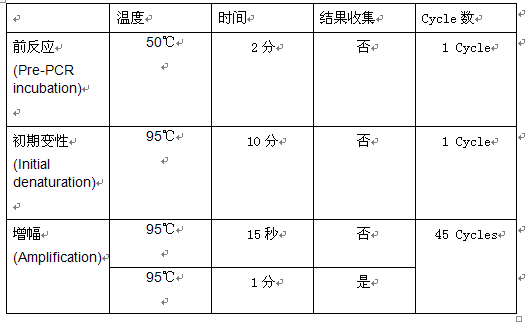 温度 时间 结果收集 Cycle 数
前反应 50℃ 2 分 否 1 Cycle
(Pre-PCR
incubation)
初期变性 95℃ 10 分 否 1 Cycle
(Initial
denaturation)
增幅 95℃ 15 秒 否 45 Cycles
(Amplification)
95℃ 1 分 是